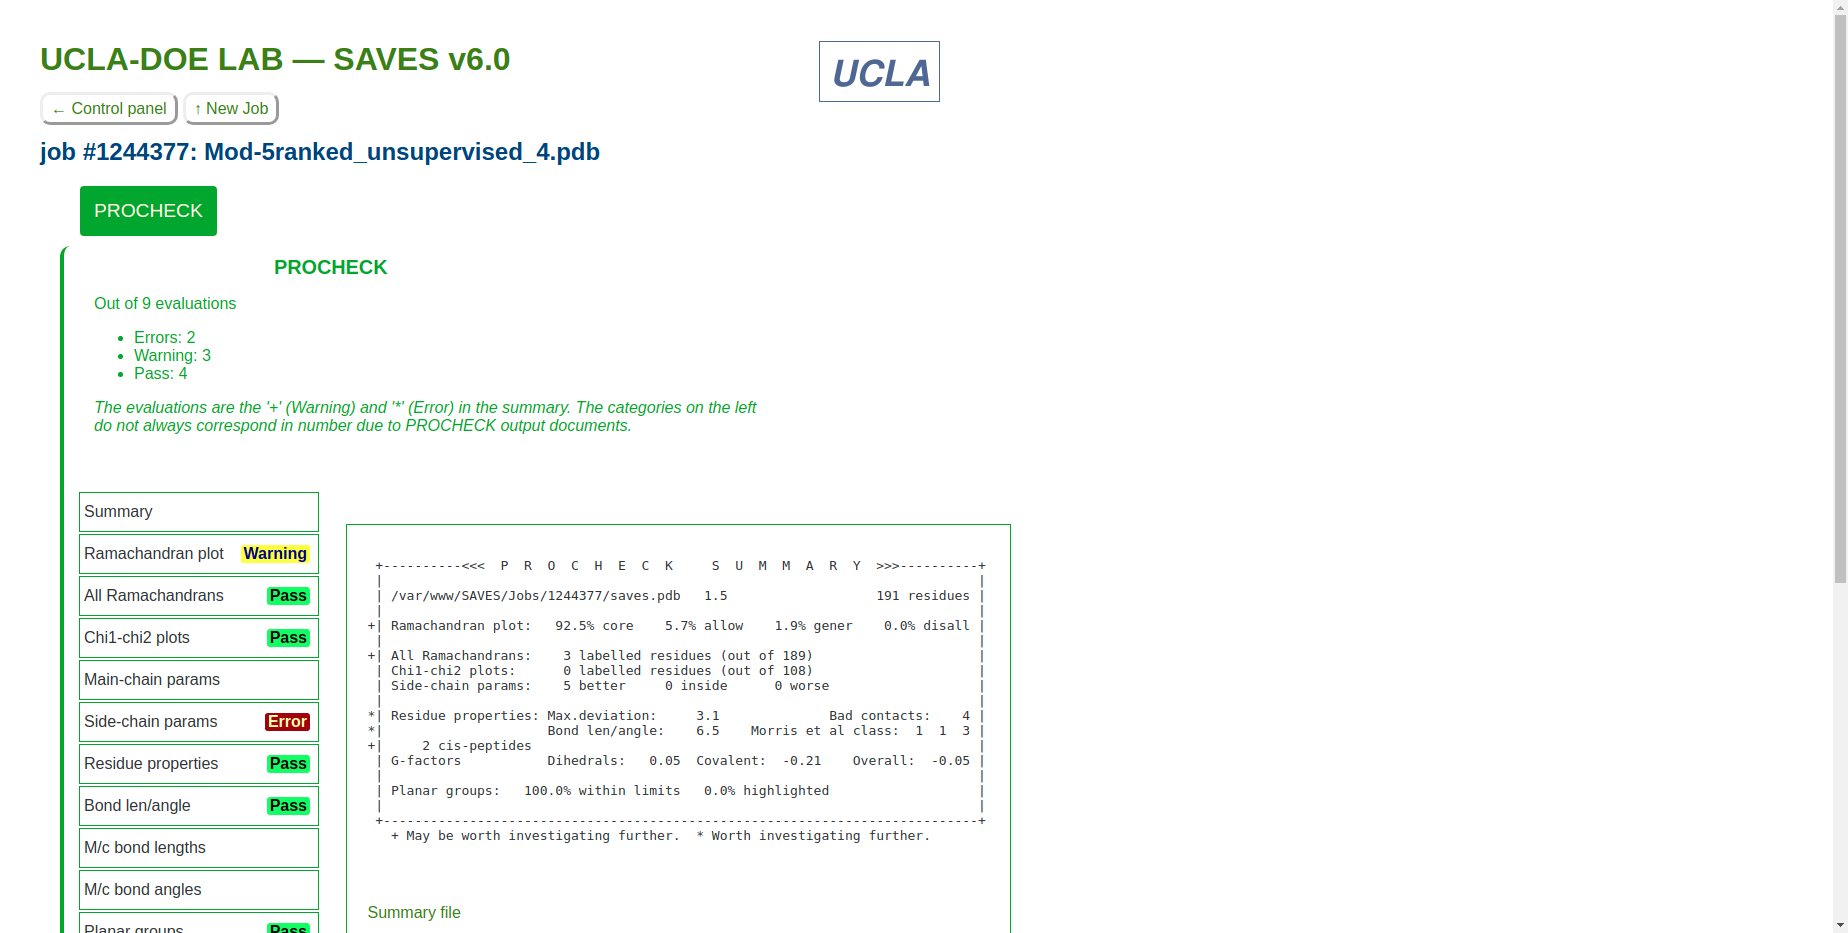 UCLA-DOE LAB — SAVES v6.0
UCLA
← Control panel
↑ New Job
job #1244377: Mod-5ranked_unsupervised_4.pdb
PROCHECK
PROCHECK
Out of 9 evaluations
Errors: 2
Warning: 3
Pass: 4
The evaluations are the '+' (Warning) and '*' (Error) in the summary. The categories on the left
do not always correspond in number due to PROCHECK output documents.
Summary
Ramachandran plot Warning
All Ramachandrans Pass
Chi1-chi2 plots Pass
Main-chain params
Side-chain params Error
Residue properties Pass
Bond len/angle Pass
M/c bond lengths
M/c bond angles
Planar groups Pass
+----------<<<  P  R  O  C  H  E  C  K     S  U  M  M  A  R  Y  >>>----------+
|                                                                            |
| /var/www/SAVES/Jobs/1244377/saves.pdb   1.5                   191 residues |
|                                                                            |
+| Ramachandran plot:   92.5% core    5.7% allow    1.9% gener    0.0% disall |
|                                                                            |
+| All Ramachandrans:    3 labelled residues (out of 189)                     |
| Chi1-chi2 plots:      0 labelled residues (out of 108)                     |
| Side-chain params:    5 better     0 inside      0 worse                   |
|                                                                            |
*| Residue properties: Max.deviation:     3.1              Bad contacts:    4 |
*|                     Bond len/angle:    6.5    Morris et al class:  1  1  3 |
+|     2 cis-peptides                                                         |
| G-factors           Dihedrals:   0.05  Covalent:  -0.21    Overall:  -0.05 |
|                                                                            |
| Planar groups:   100.0% within limits   0.0% highlighted                   |
|                                                                            |
+----------------------------------------------------------------------------+
+ May be worth investigating further.  * Worth investigating further.
Summary file